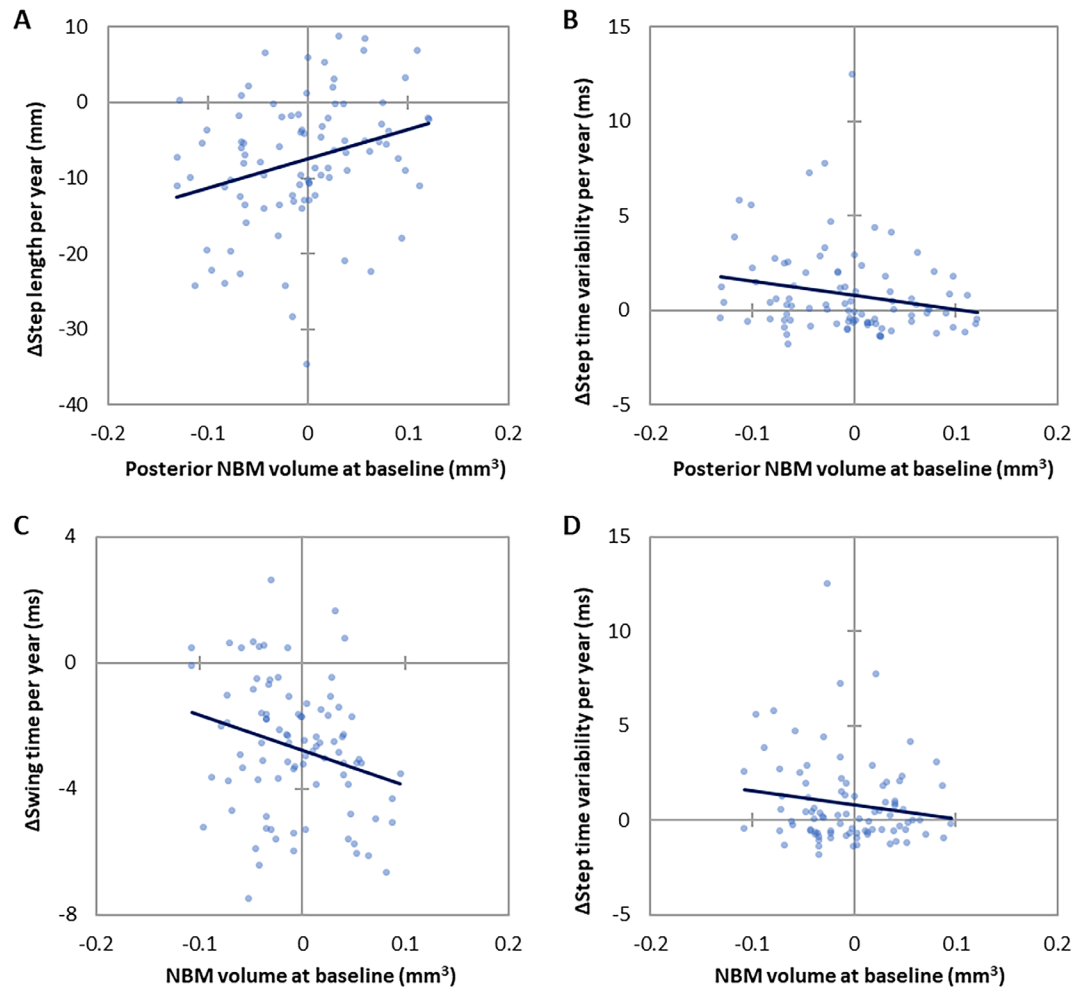 A
10
0
-10
-20
-30
-40
-0.2 -0.1 0 0.1 0.2
ΔStep length per year (mm)
Posterior NBM volume at baseline (mm³)
B
15
10
5
0
-5
-0.2 -0.1 0 0.1 0.2
ΔStep time variability per year (ms)
Posterior NBM volume at baseline (mm³)
C
4
0
-4
-8
-0.2 -0.1 0 0.1 0.2
ΔSwing time per year (ms)
NBM volume at baseline (mm³)
D
15
10
5
0
-5
-0.2 -0.1 0 0.1 0.2
ΔStep time variability per year (ms)
NBM volume at baseline (mm³)